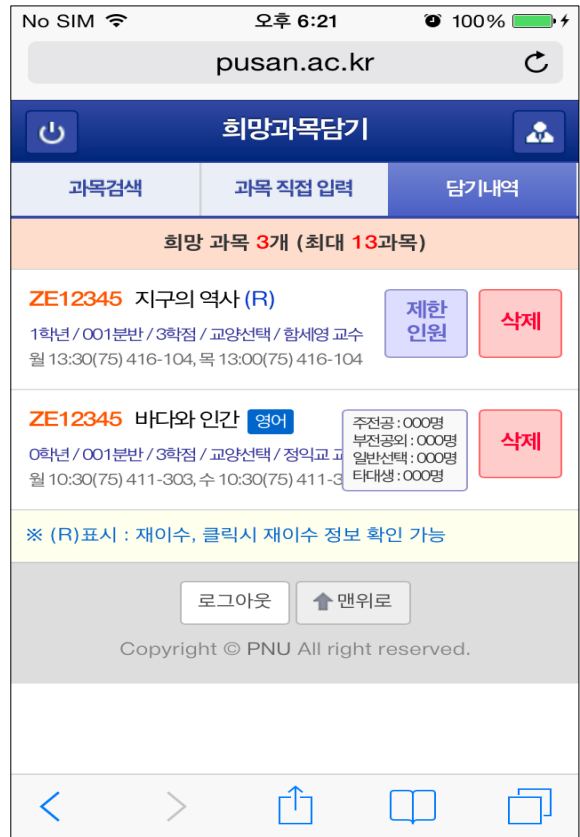 No SIM 오후 6:21 100%
pusan.ac.kr
희망과목담기
과목검색 과목 직접 입력 담기내역
희망 과목 3개 (최대 13과목)
ZE12345 지구의 역사 (R)
1학년 / 001분반 / 3학점 / 교양선택 / 함세영 교수
월 13:30(75) 416-104, 목 13:00(75) 416-104
제한
인원
삭제
ZE12345 바다와 인간 영어
0학년 / 001분반 / 3학점 / 교양선택 / 정익교 교
월 10:30(75) 411-303, 수 10:30(75) 411-3
주전공 : 000명
부전공외 : 000명
일반선택 : 000명
타대생 : 000명
삭제
※ (R)표시 : 재이수, 클릭시 재이수 정보 확인 가능
로그아웃 맨위로
Copyright © PNU All right reserved.